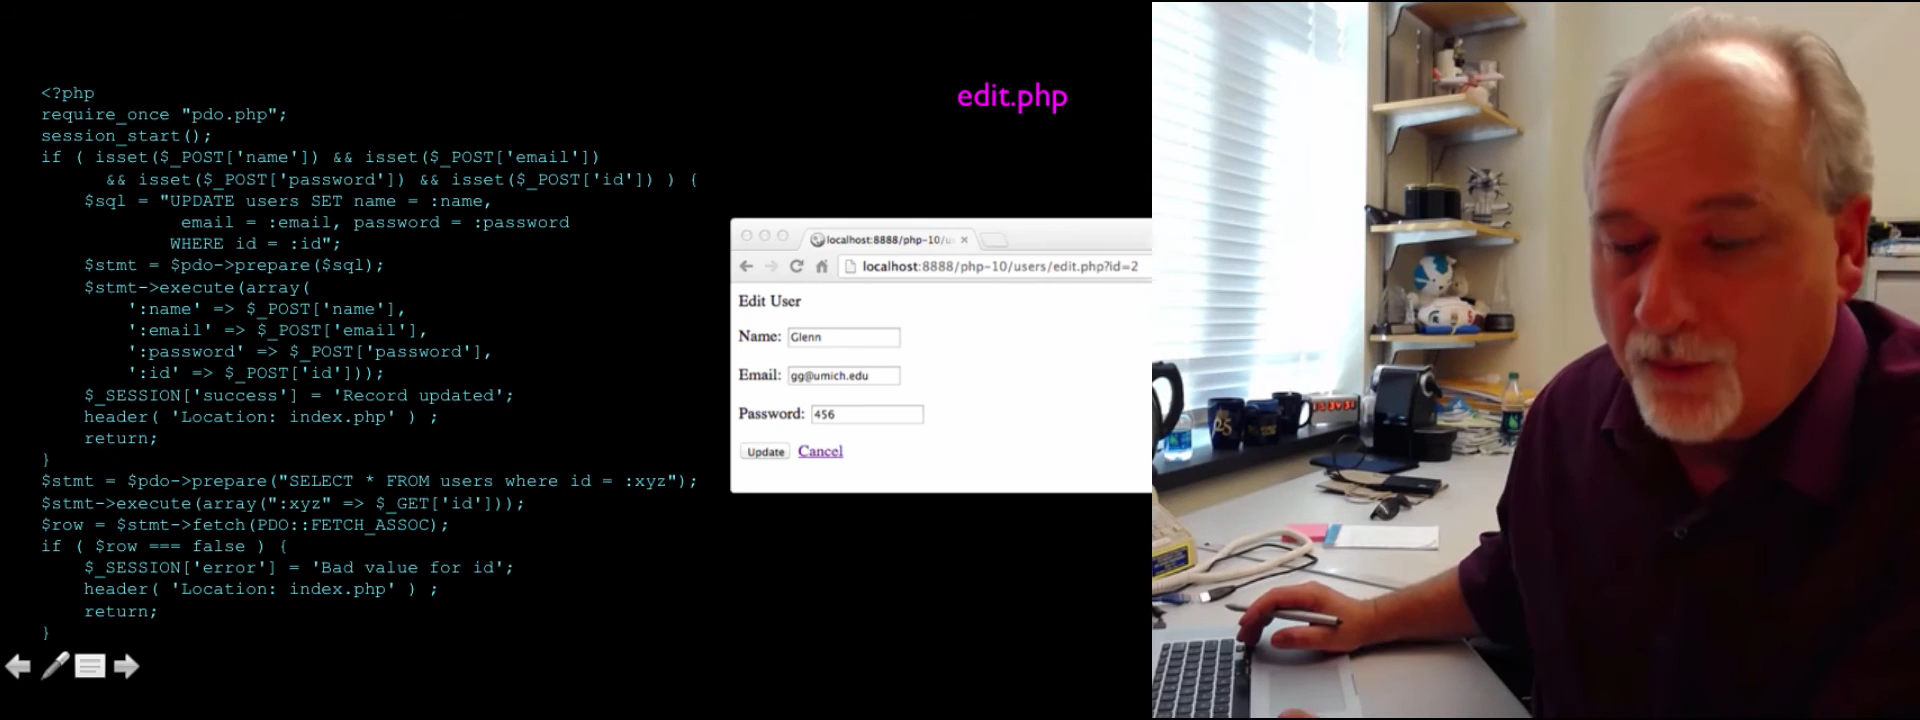 edit.php
<?php
require_once "pdo.php";
session_start();
if ( isset($_POST['name']) && isset($_POST['email'])
&& isset($_POST['password']) && isset($_POST['id']) ) {
$sql = "UPDATE users SET name = :name,
email = :email, password = :password
WHERE id = :id";
$stmt = $pdo->prepare($sql);
$stmt->execute(array(
':name' => $_POST['name'],
':email' => $_POST['email'],
':password' => $_POST['password'],
':id' => $_POST['id']));
$_SESSION['success'] = 'Record updated';
header( 'Location: index.php' ) ;
return;
}
$stmt = $pdo->prepare("SELECT * FROM users where id = :xyz");
$stmt->execute(array(":xyz" => $_GET['id']));
$row = $stmt->fetch(PDO::FETCH_ASSOC);
if ( $row === false ) {
$_SESSION['error'] = 'Bad value for id';
header( 'Location: index.php' ) ;
return;
}
localhost:8888/php-10/u
localhost:8888/php-10/users/edit.php?id=2
Edit User
Name: Glenn
Email: gg@umich.edu
Password: 456
Update Cancel
25